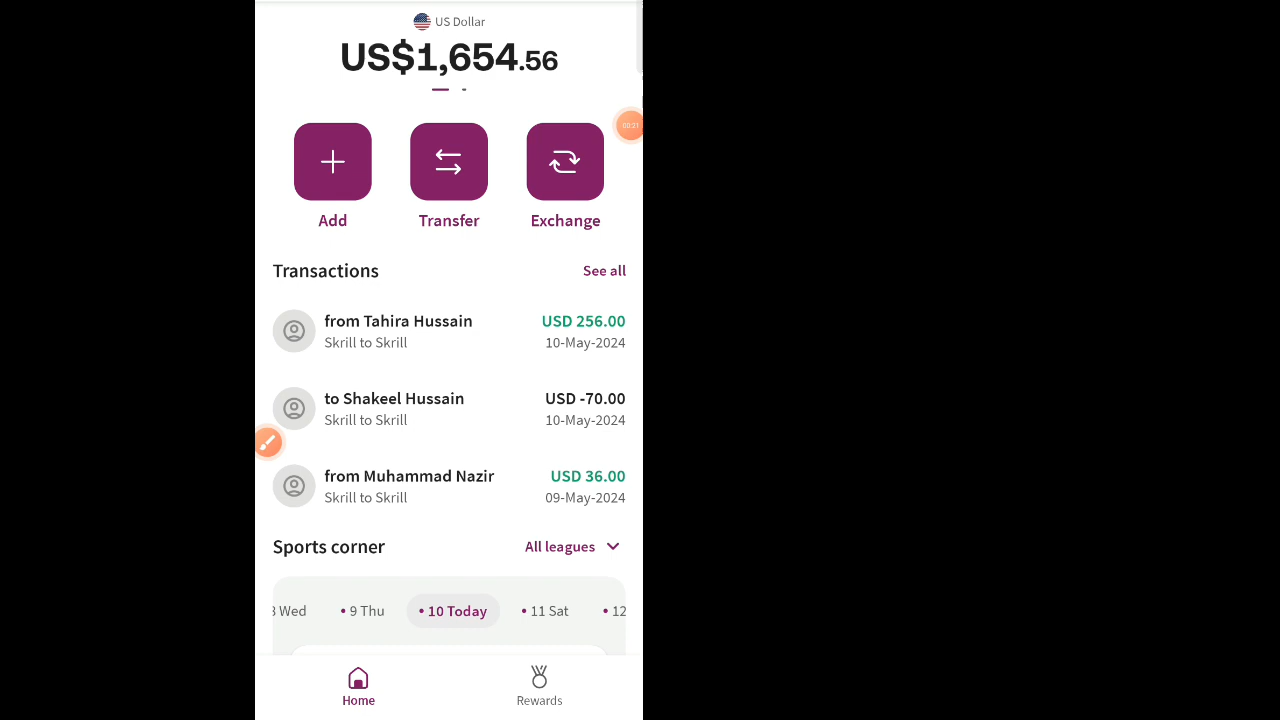 US Dollar
US$1,654.56
Add Transfer Exchange
Transactions See all
from Tahira Hussain USD 256.00
Skrill to Skrill 10-May-2024
to Shakeel Hussain USD -70.00
Skrill to Skrill 10-May-2024
from Muhammad Nazir USD 36.00
Skrill to Skrill 09-May-2024
Sports corner All leagues
Wed • 9 Thu • 10 Today • 11 Sat • 12
Home Rewards